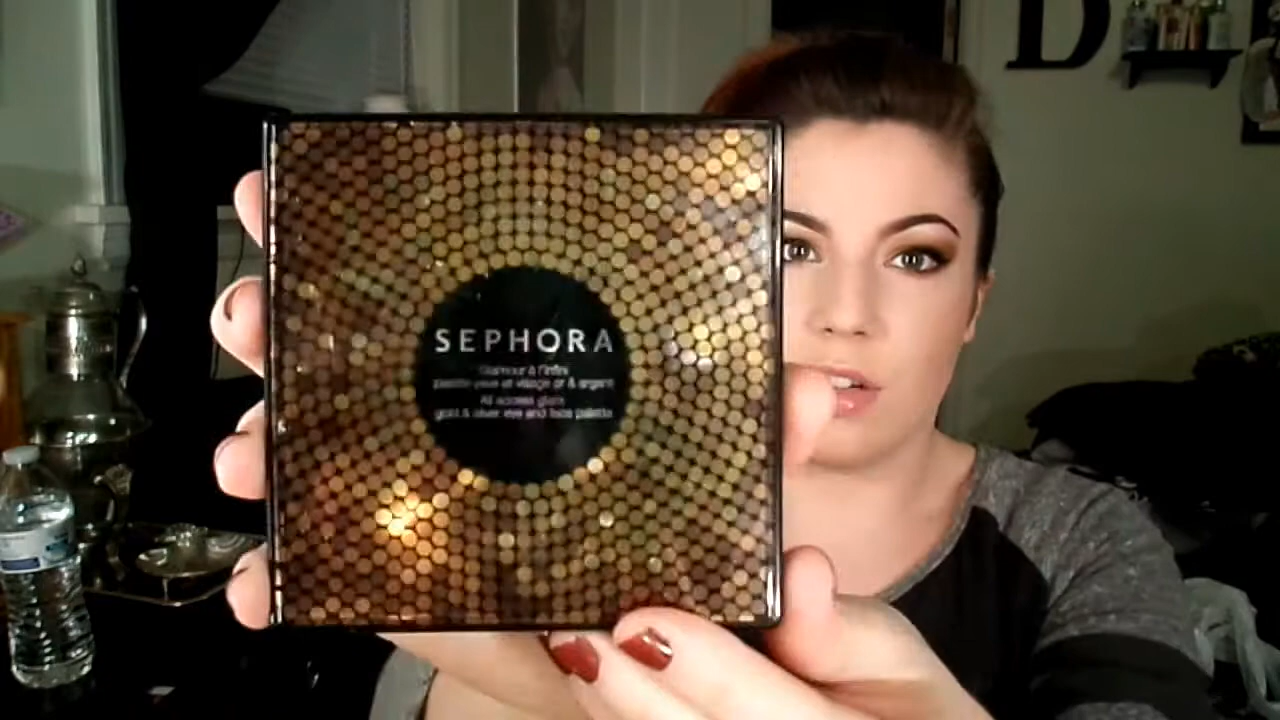 D
SEPHORA
Glamour à l'infini
palette yeux et visage or & argent
All access glam
gold & silver eye and face palette